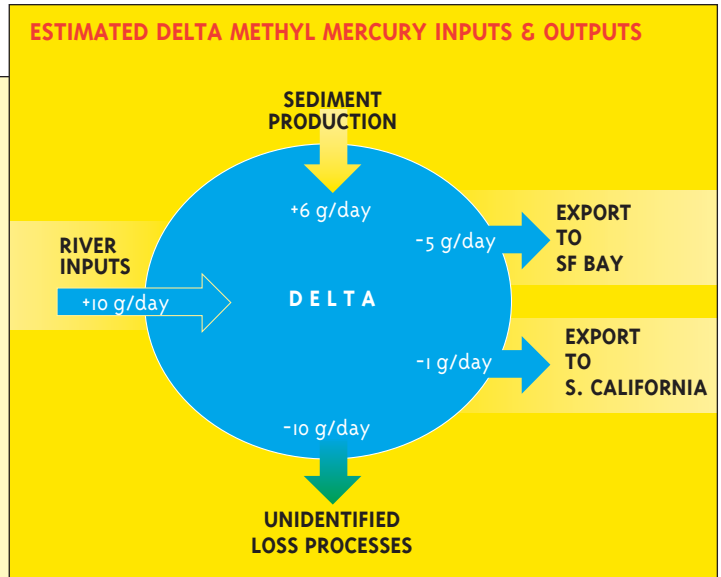 ESTIMATED DELTA METHYL MERCURY INPUTS & OUTPUTS
SEDIMENT
PRODUCTION
+6 g/day
-5 g/day
EXPORT
TO
SF BAY
RIVER
INPUTS
+10 g/day
DELTA
-1 g/day
EXPORT
TO
S. CALIFORNIA
-10 g/day
UNIDENTIFIED
LOSS PROCESSES